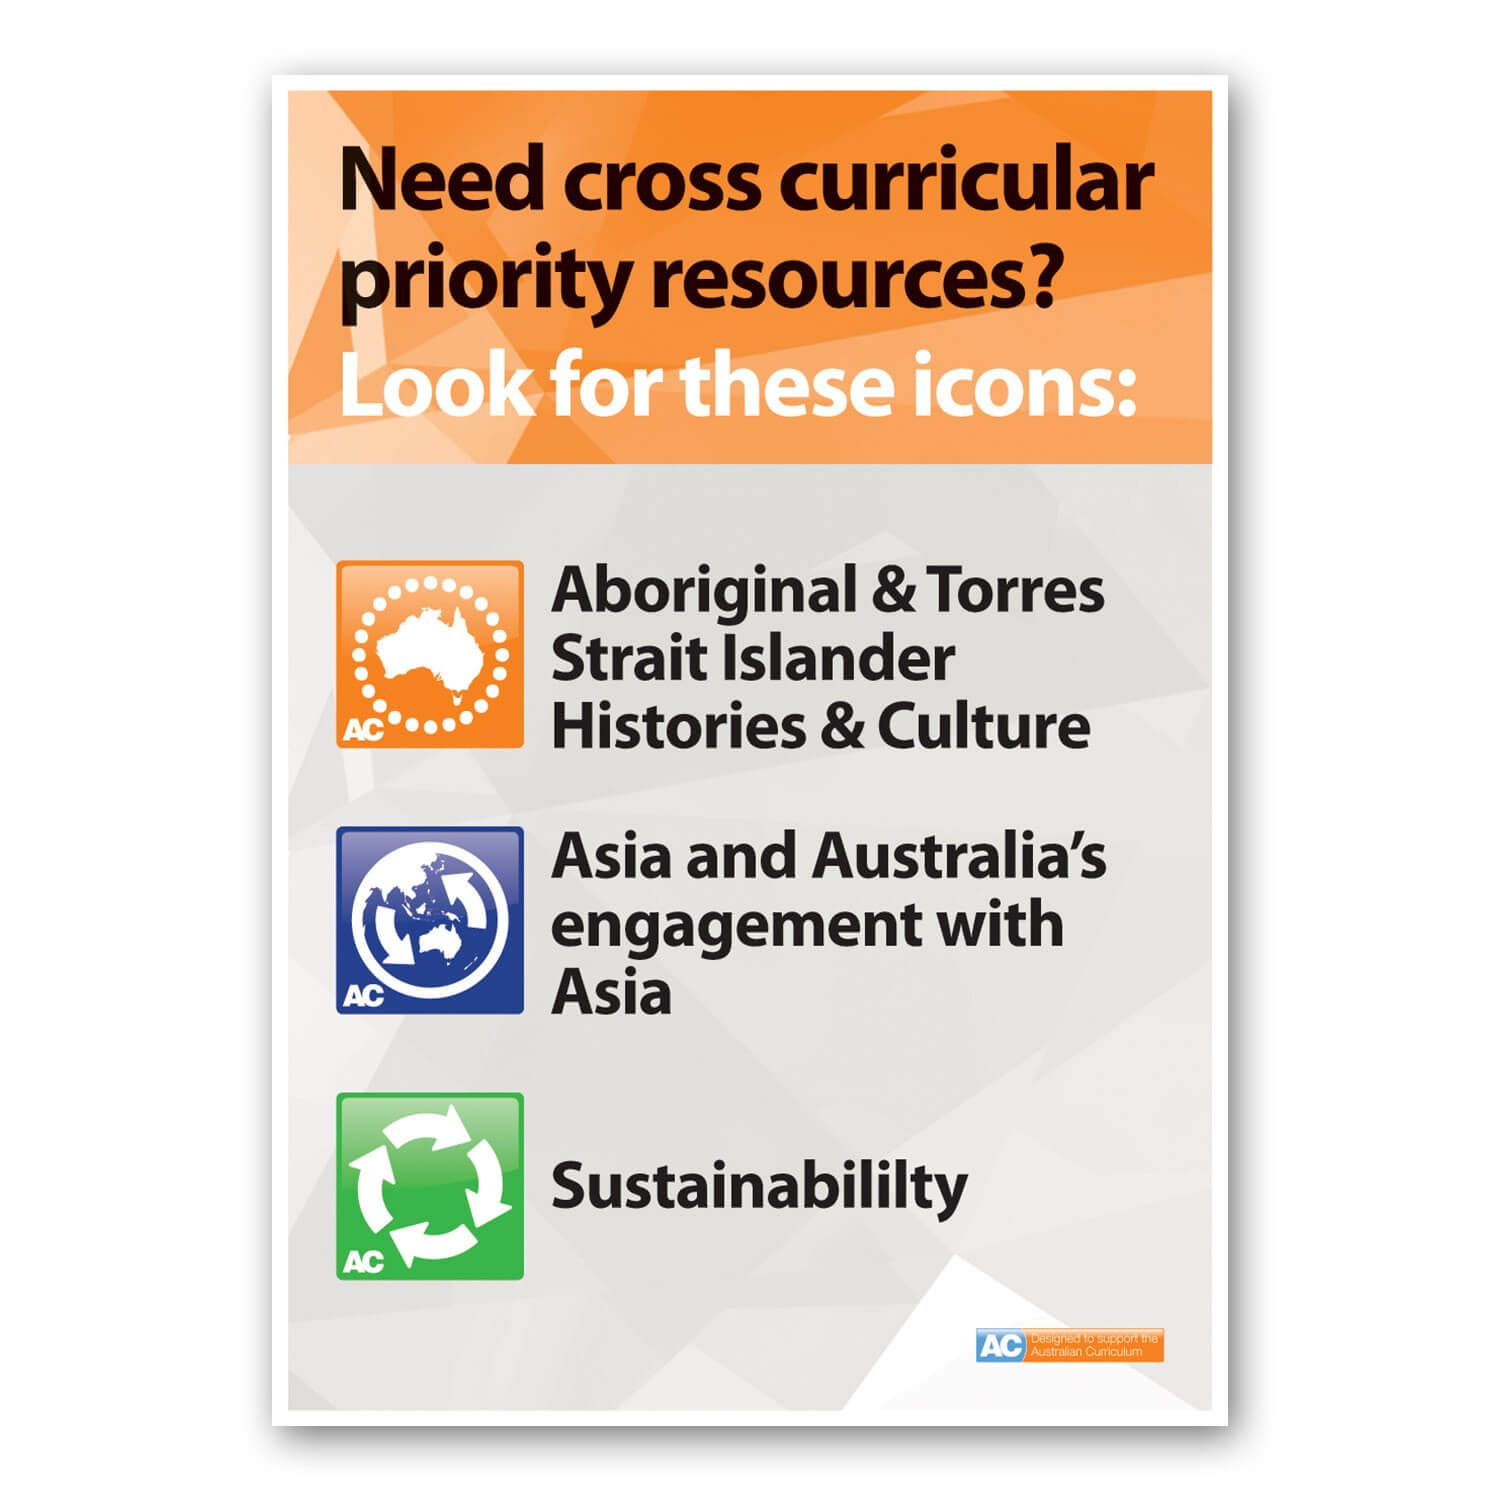 Need cross curricular
priority resources?
Look for these icons:
Aboriginal & Torres
Strait Islander
Histories & Culture
AC
Asia and Australia’s
engagement with
Asia
AC
Sustainabililty
AC
AC Designed to support the
Australian Curriculum